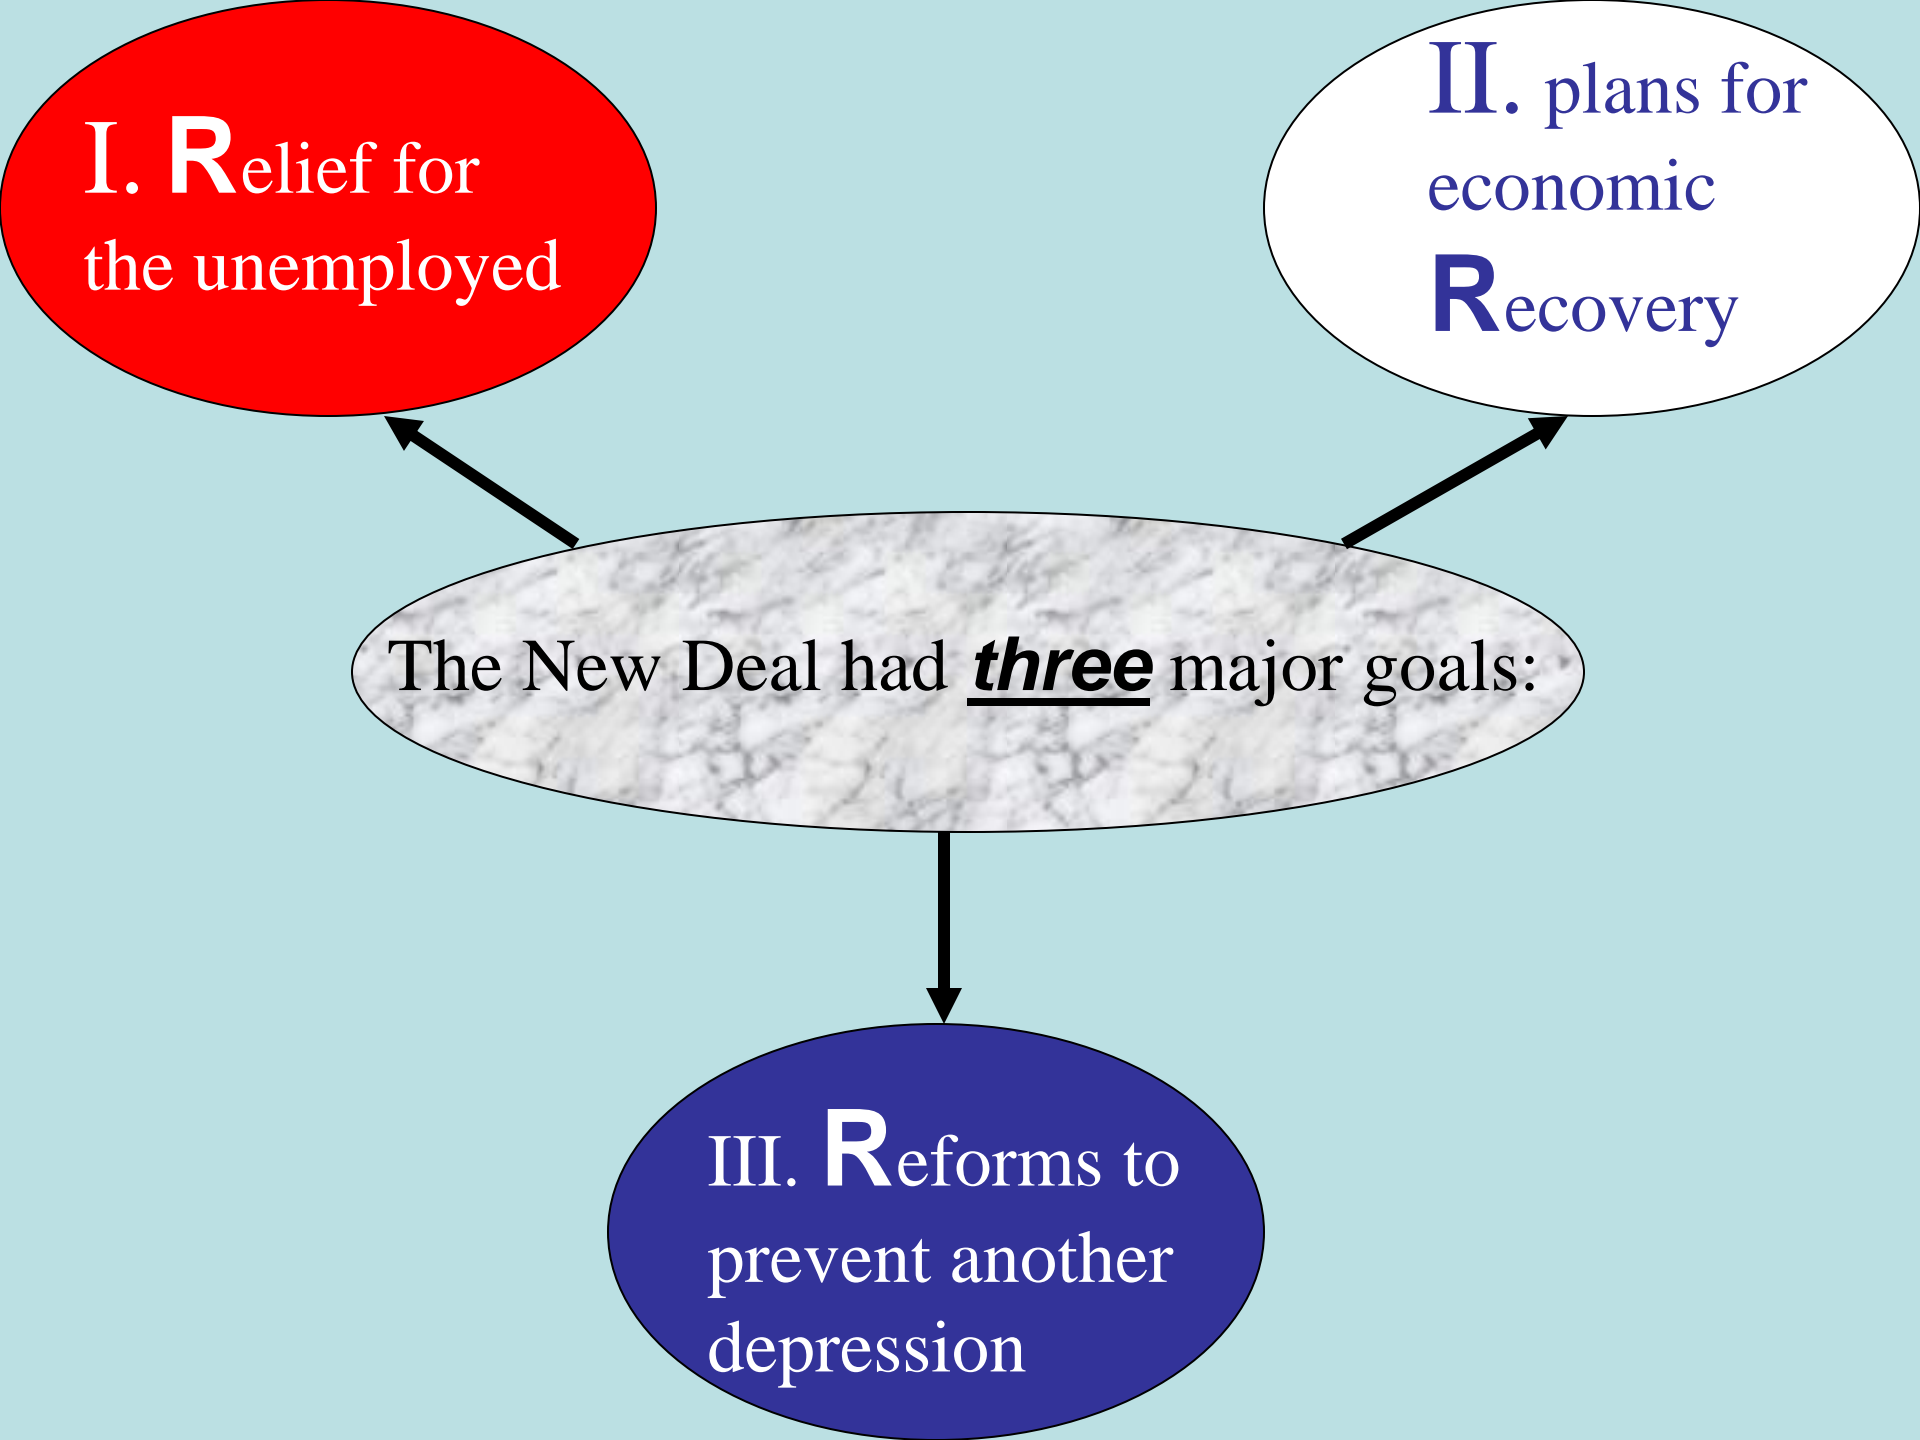 I. Relief for
the unemployed
II. plans for
economic
Recovery
The New Deal had three major goals:
III. Reforms to
prevent another
depression